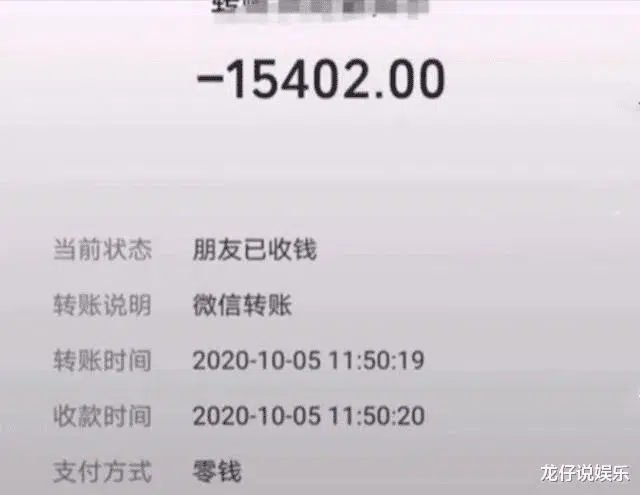 -15402.00
当前状态 朋友已收钱
转账说明 微信转账
转账时间 2020-10-05 11:50:19
收款时间 2020-10-05 11:50:20
支付方式 零钱
龙仔说娱乐